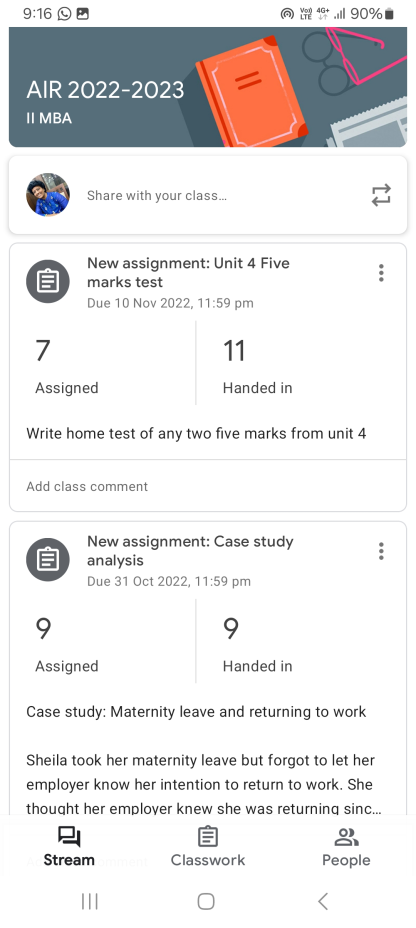 9:16
Vo)) LTE
4G+
90%
AIR 2022-2023
II MBA
Share with your class...
New assignment: Unit 4 Five
marks test
Due 10 Nov 2022, 11:59 pm
7
11
Assigned
Handed in
Write home test of any two five marks from unit 4
Add class comment
New assignment: Case study
analysis
Due 31 Oct 2022, 11:59 pm
9
9
Assigned
Handed in
Case study: Maternity leave and returning to work
Sheila took her maternity leave but forgot to let her
employer know her intention to return to work. She
thought her employer knew she was returning sinc...
Stream
Classwork
People